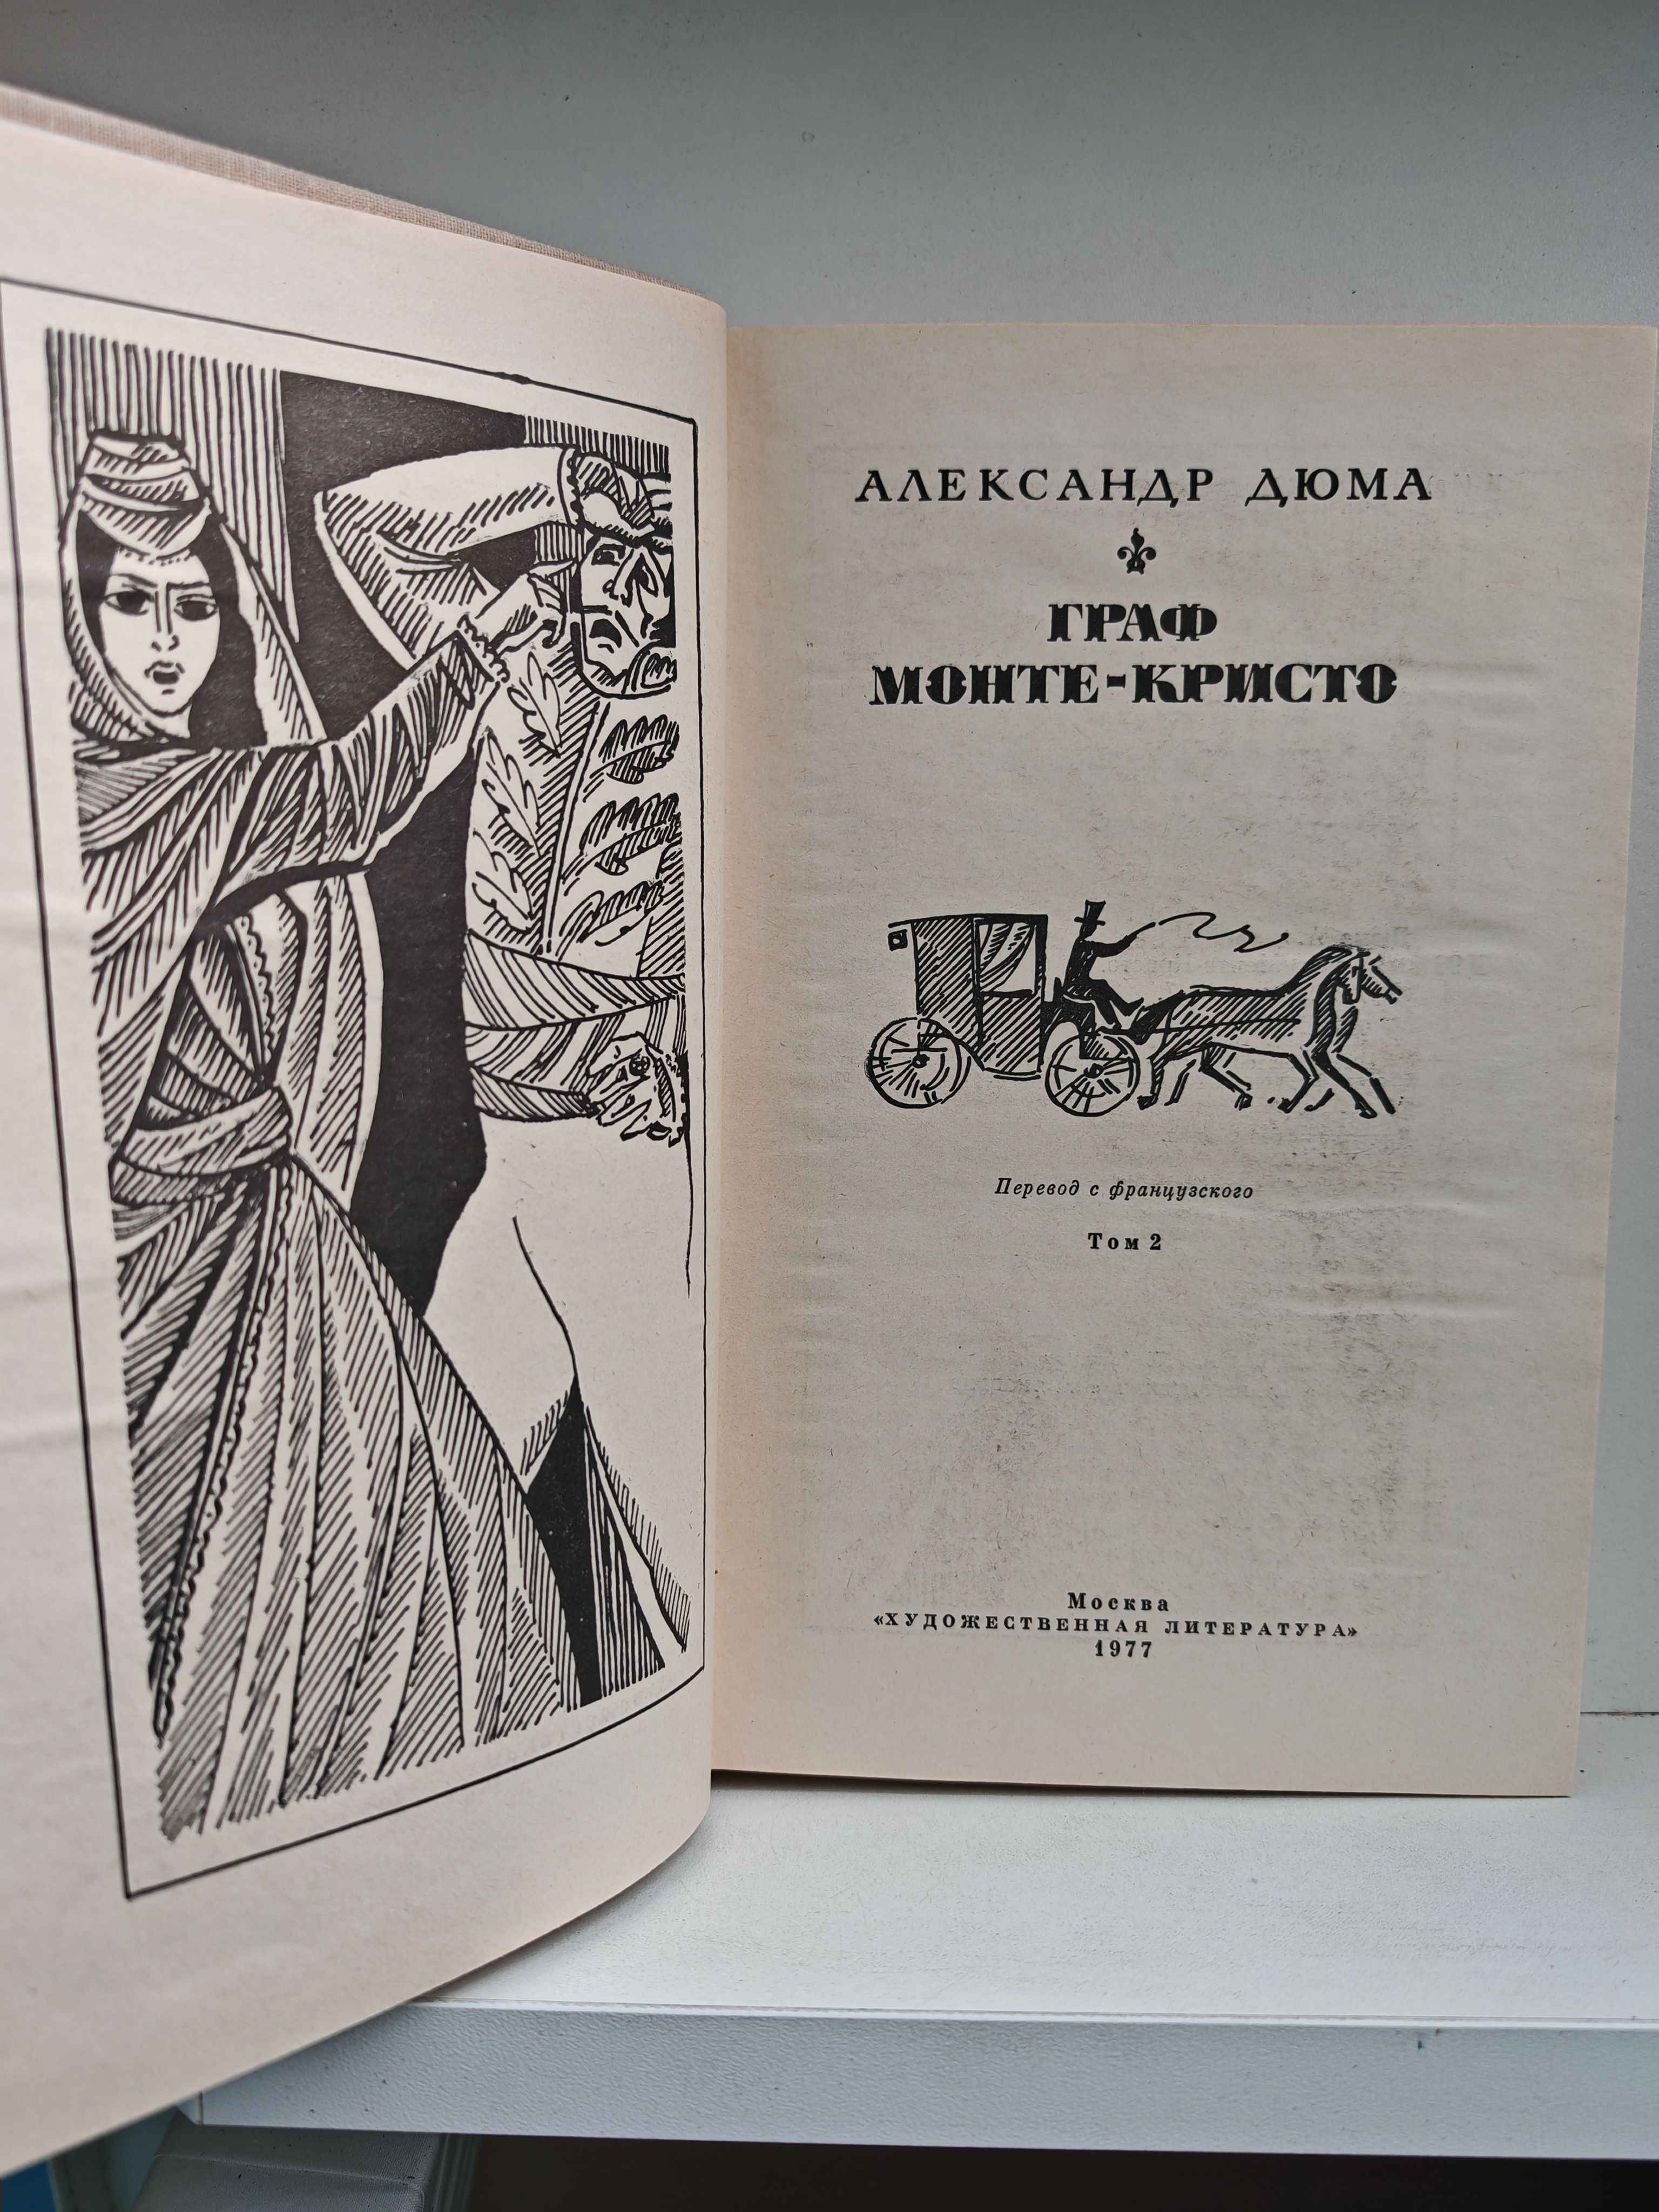 АЛЕКСАНДР ДЮМА
ГРАФ
МОНТЕ-КРИСТО
Перевод с французского
Том 2
Москва
«ХУДОЖЕСТВЕННАЯ ЛИТЕРАТУРА»
1977